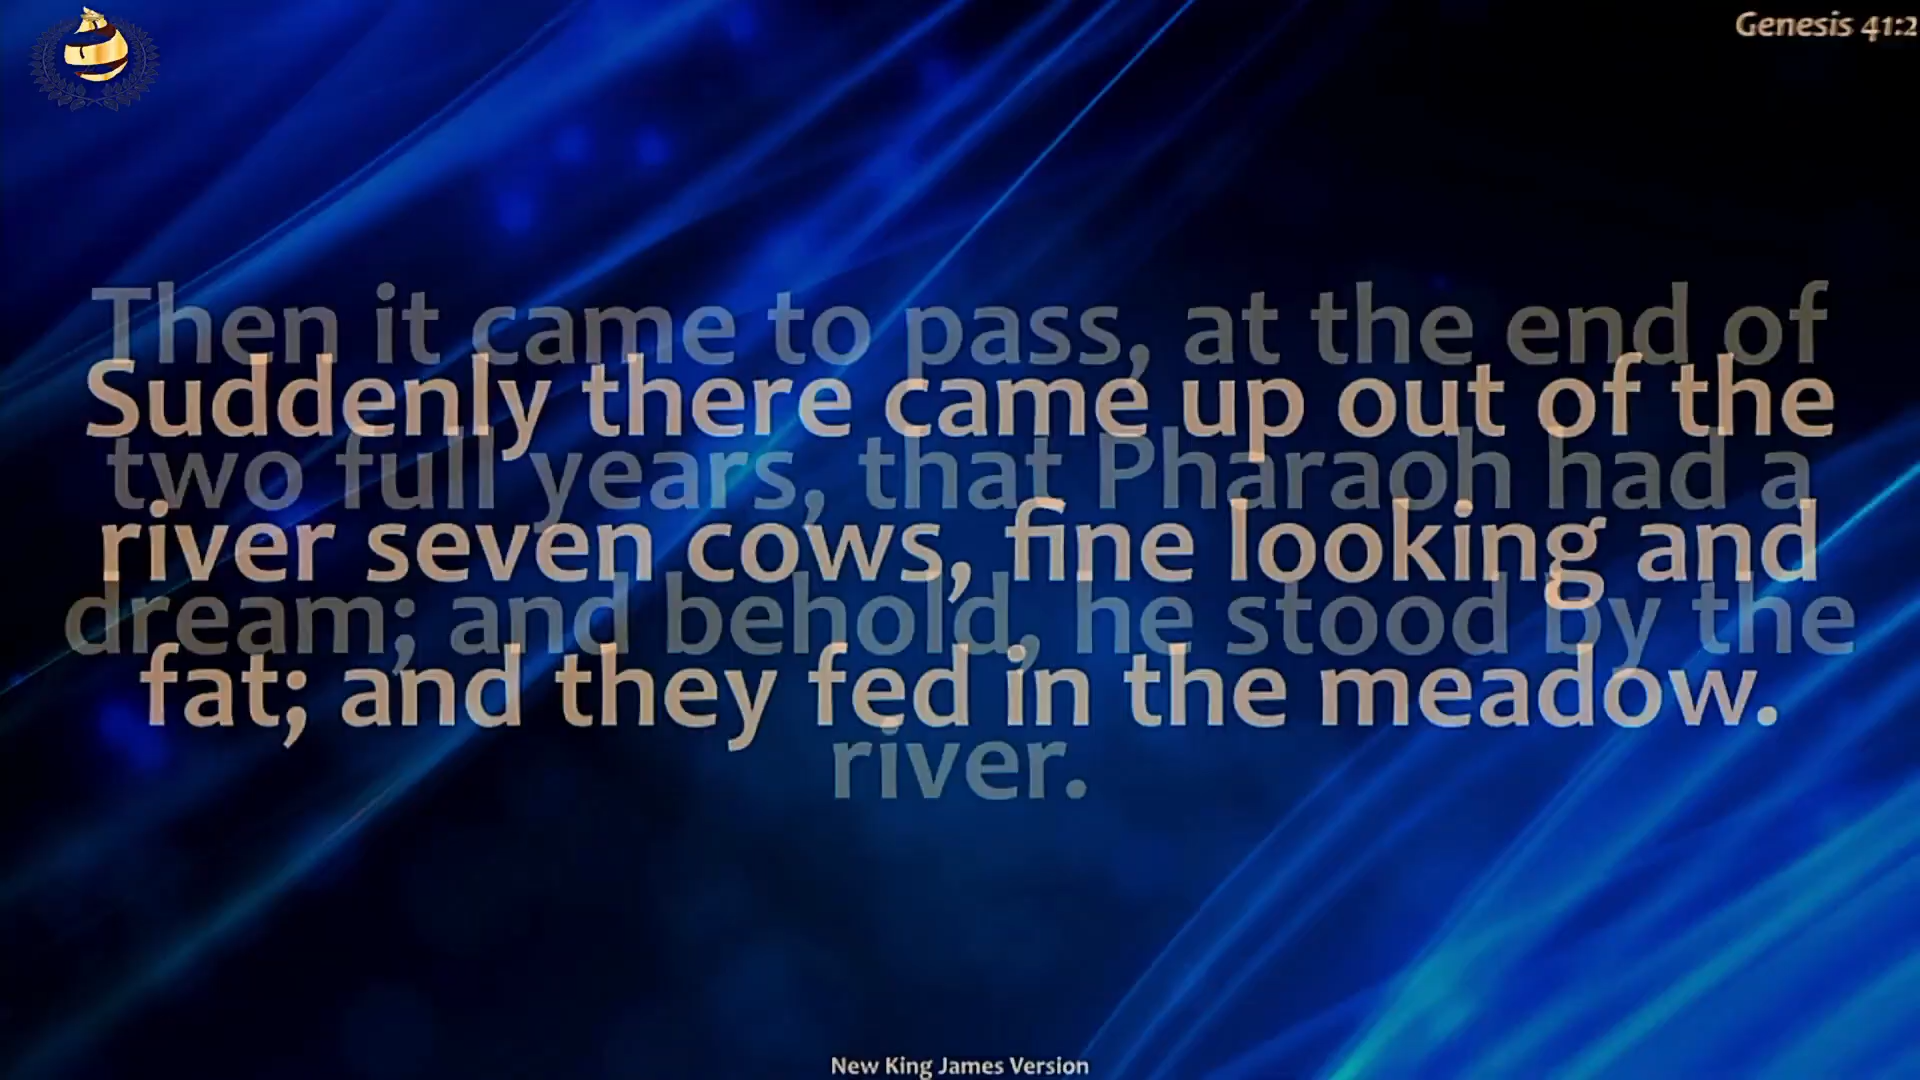 Genesis 41:2
Then it came to pass, at the end of
Suddenly there came up out of the
two full years, that Pharaoh had a
river seven cows, fine looking and
dream; and behold, he stood by the
fat; and they fed in the meadow.
river.
New King James Version